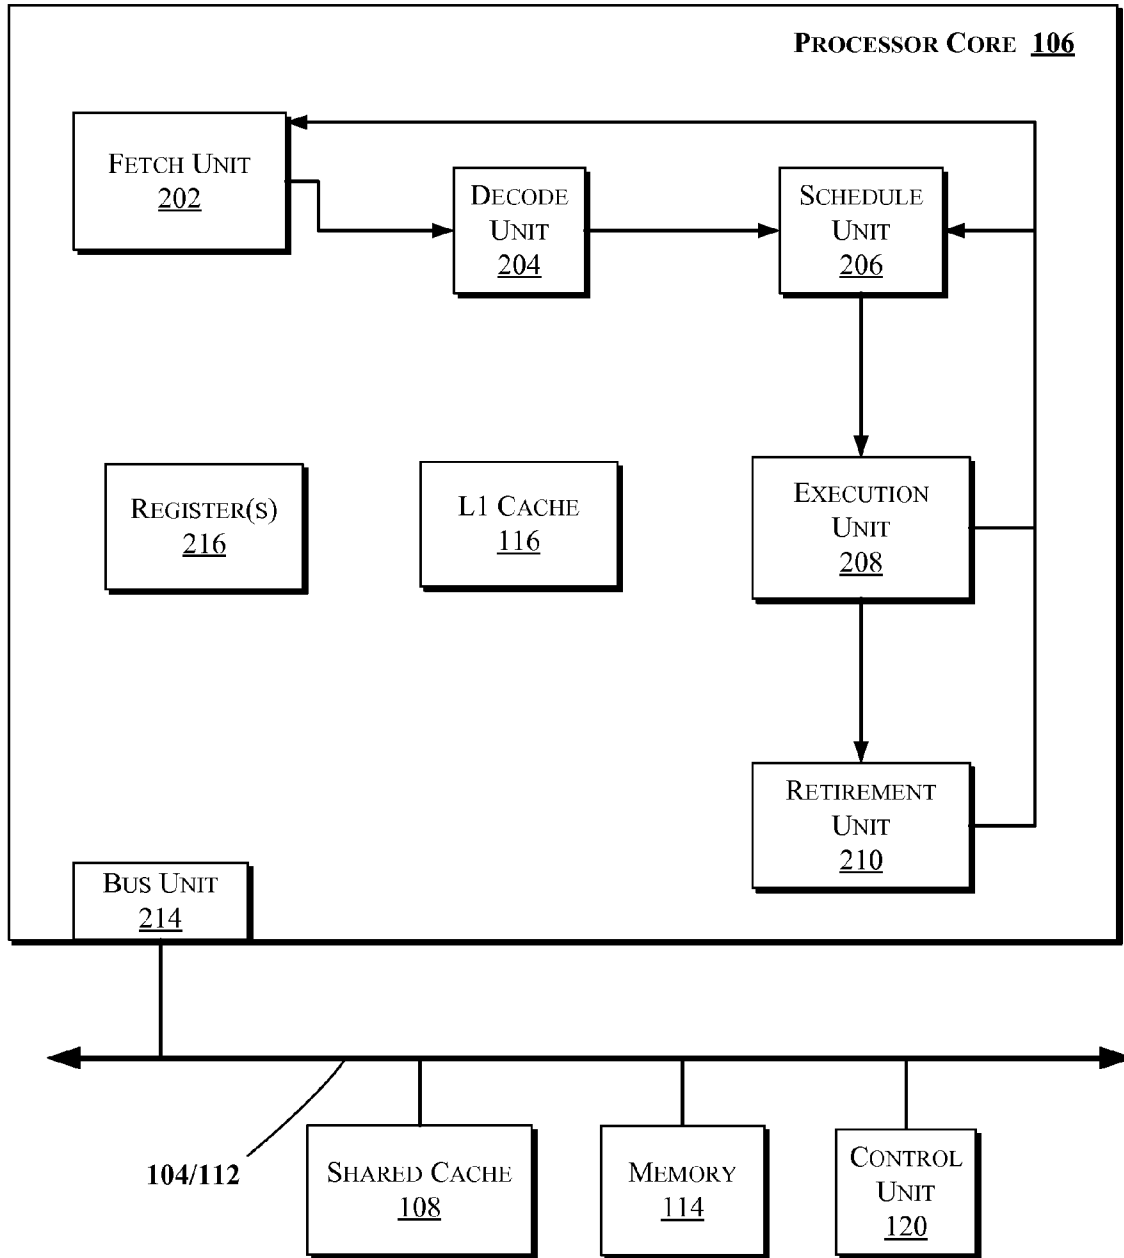 PROCESSOR CORE 106
FETCH UNIT
202
DECODE
UNIT
204
SCHEDULE
UNIT
206
REGISTER(S)
216
L1 CACHE
116
EXECUTION
UNIT
208
RETIREMENT
UNIT
210
BUS UNIT
214
104/112
SHARED CACHE
108
MEMORY
114
CONTROL
UNIT
120